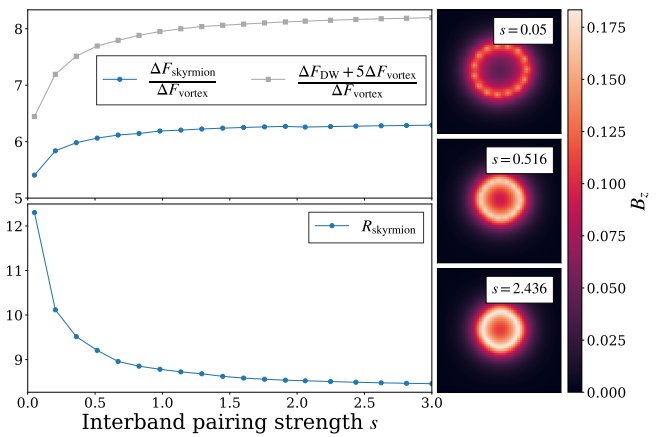 8
7
6
5
ΔF_skyrmion / ΔF_vortex
ΔF_DW + 5ΔF_vortex / ΔF_vortex
12
11
10
9
R_skyrmion
0.0 0.5 1.0 1.5 2.0 2.5 3.0
Interband pairing strength s
s = 0.05
s = 0.516
s = 2.436
0.175
0.150
0.125
0.100
0.075
0.050
0.025
0.000
B_z